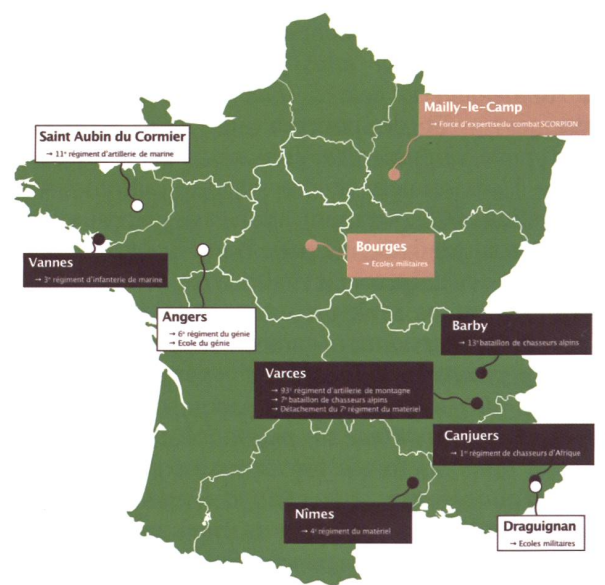 Mailly-le-Camp
→ Force d'expertisedu combat SCORPION
Saint Aubin du Cormier
→ 11e régiment d'artillerie de marine
Bourges
→ Ecoles militaires
Vannes
→ 3e régiment d'infanterie de marine
Angers
→ 6e régiment du génie
→ Ecole du génie
Barby
→ 13e bataillon de chasseurs alpins
Varces
→ 93e régiment d'artillerie de montagne
→ 7e bataillon de chasseurs alpins
→ Détachement du 7e régiment du matériel
Canjuers
→ 1er régiment de chasseurs d'Afrique
Nîmes
→ 4e régiment du matériel
Draguignan
→ Ecoles militaires